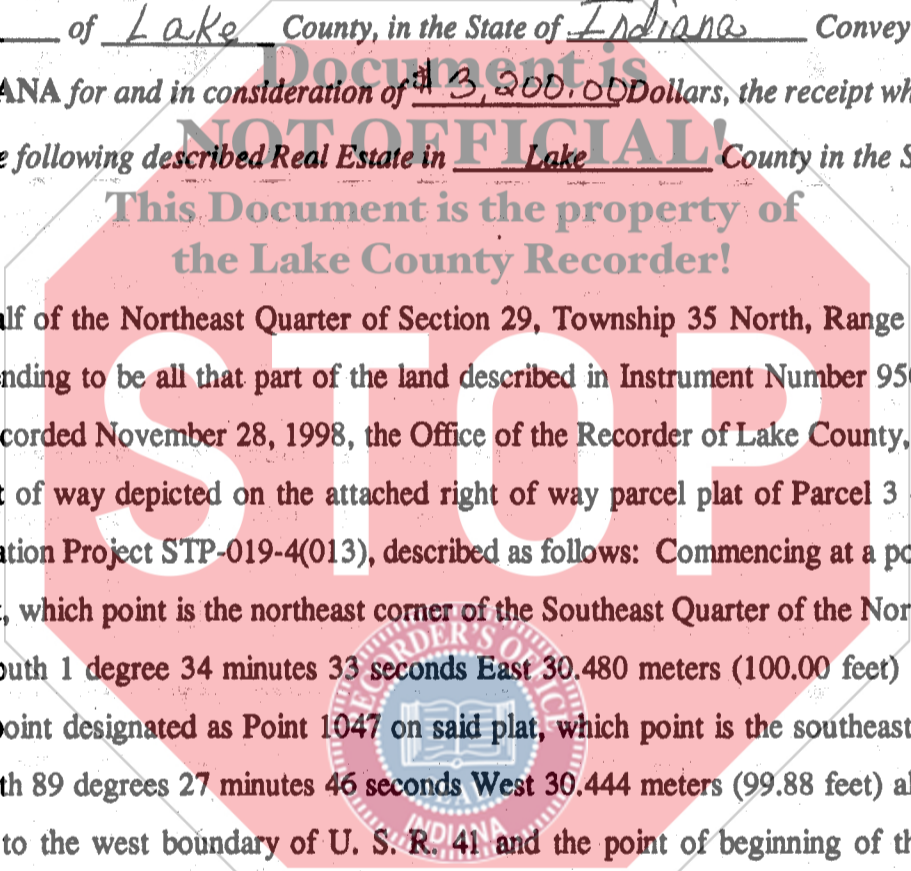 of Lake County, in the State of Indiana Convey
ANA for and in consideration of $ 3,200.00 Dollars, the receipt wh
e following described Real Estate in Lake County in the S
Document is
NOT OFFICIAL!
This Document is the property of
the Lake County Recorder!
alf of the Northeast Quarter of Section 29, Township 35 North, Range
nding to be all that part of the land described in Instrument Number 950
corded November 28, 1998, the Office of the Recorder of Lake County,
t of way depicted on the attached right of way parcel plat of Parcel 3
ation Project STP-019-4(013), described as follows: Commencing at a po
, which point is the northeast corner of the Southeast Quarter of the Nor
outh 1 degree 34 minutes 33 seconds East 30.480 meters (100.00 feet)
point designated as Point 1047 on said plat, which point is the southeast
th 89 degrees 27 minutes 46 seconds West 30.444 meters (99.88 feet) al
to the west boundary of U. S. R. 41 and the point of beginning of th
STOP
RECORDER'S OFFICE
INDIANA